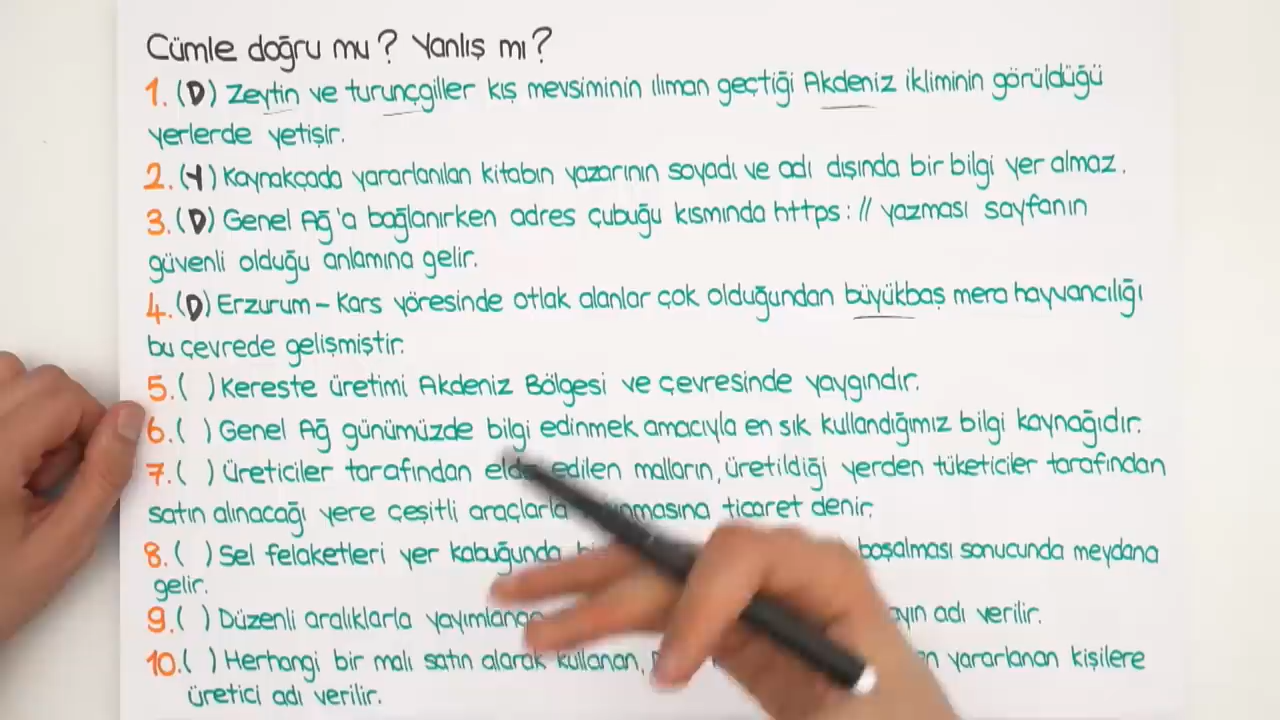 Cümle doğru mu? Yanlış mı?
1. (D) Zeytin ve turunçgiller kış mevsiminin ılıman geçtiği Akdeniz ikliminin görüldüğü
yerlerde yetişir.
2. (Y) Kaynakçada yararlanılan kitabın yazarının soyadı ve adı dışında bir bilgi yer almaz.
3. (D) Genel Ağ'a bağlanırken adres çubuğu kısmında https:// yazması sayfanın
güvenli olduğu anlamına gelir.
4. (D) Erzurum – Kars yöresinde otlak alanlar çok olduğundan büyükbaş mera hayvancılığı
bu çevrede gelişmiştir.
5. ( ) Kereste üretimi Akdeniz Bölgesi ve çevresinde yaygındır.
6. ( ) Genel Ağ günümüzde bilgi edinmek amacıyla en sık kullandığımız bilgi kaynağıdır.
7. ( ) Üreticiler tarafından elde edilen malların, üretildiği yerden tüketiciler tarafından
satın alınacağı yere çeşitli araçlarla ticaret denir.
8. ( ) Sel felaketleri yer kabuğunda boşalması sonucunda meydana
gelir.
9. ( ) Düzenli aralıklarla adı verilir.
10. ( ) Herhangi bir malı satın alarak kullanan, yararlanan kişilere
üretici adı verilir.